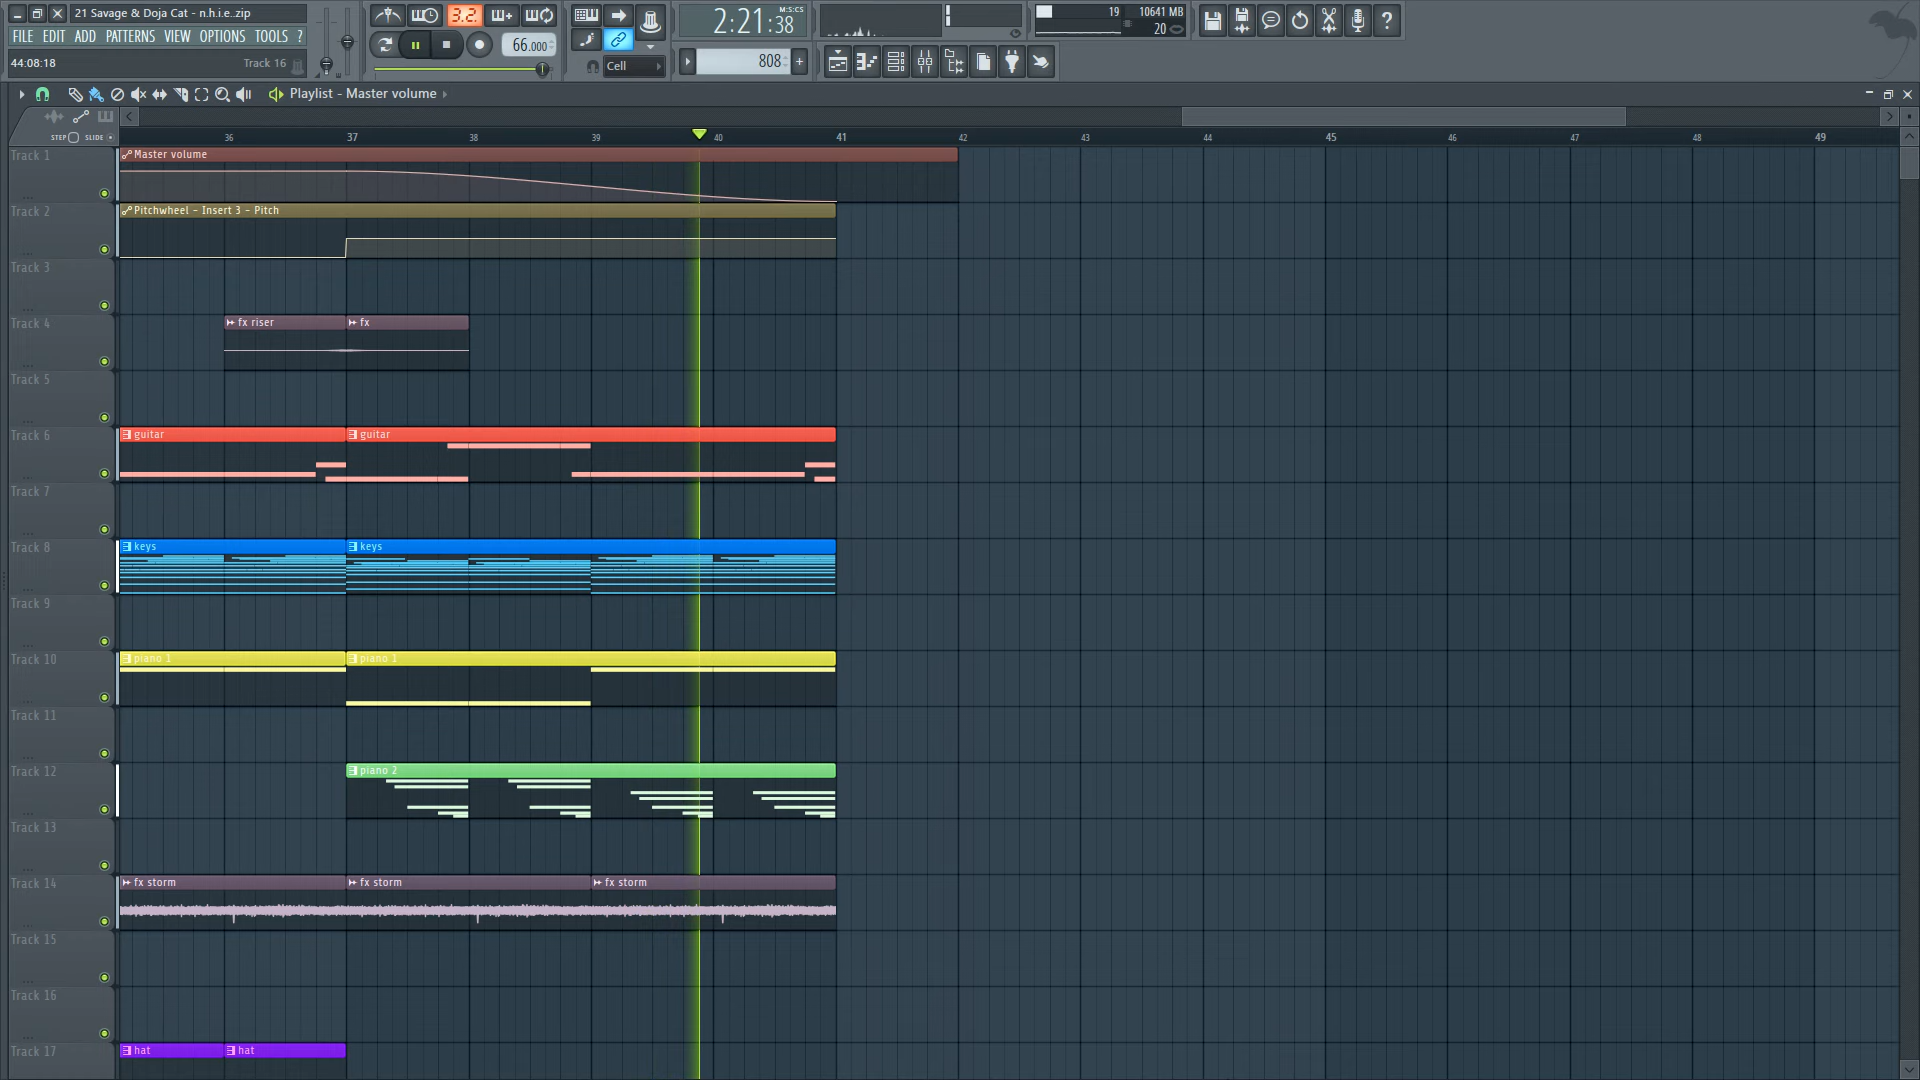 21 Savage & Doja Cat - n.h.i.e..zip
FILE EDIT ADD PATTERNS VIEW OPTIONS TOOLS ?
44:08:18 Track 16
3.2.
66.000
Cell
2:21:38
M:S:CS
808
19
10641 MB
20
Playlist - Master volume
STEP SLIDE
36 37 38 39 40 41 42 43 44 45 46 47 48 49
Track 1
Master volume
Track 2
Pitchwheel - Insert 3 - Pitch
Track 3
Track 4
fx riser fx
Track 5
Track 6
guitar guitar
Track 7
Track 8
keys keys
Track 9
Track 10
piano 1 piano 1
Track 11
Track 12
piano 2
Track 13
Track 14
fx storm fx storm fx storm
Track 15
Track 16
Track 17
hat hat